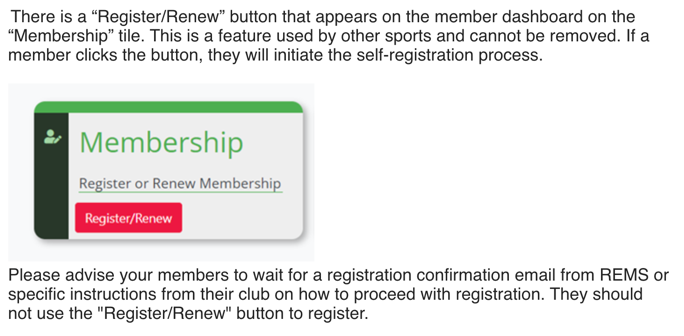 There is a “Register/Renew” button that appears on the member dashboard on the
“Membership” tile. This is a feature used by other sports and cannot be removed. If a
member clicks the button, they will initiate the self-registration process.
Membership
Register or Renew Membership
Register/Renew
Please advise your members to wait for a registration confirmation email from REMS or
specific instructions from their club on how to proceed with registration. They should
not use the "Register/Renew" button to register.